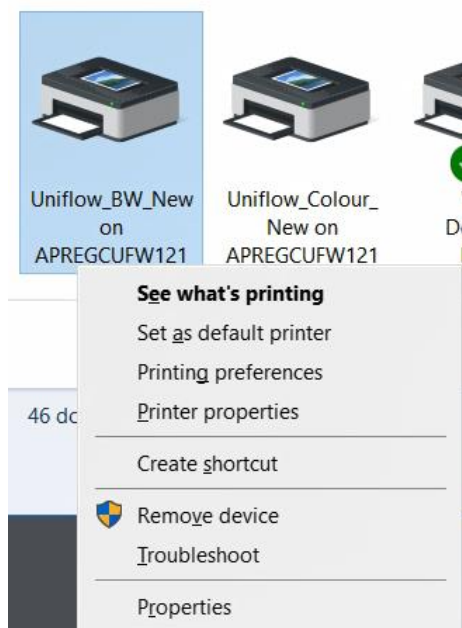 Uniflow_BW_New
on
APREGCUFW121
Uniflow_Colour_
New on
APREGCUFW121
See what's printing
Set as default printer
Printing preferences
Printer properties
46
Create shortcut
Remove device
Troubleshoot
Properties